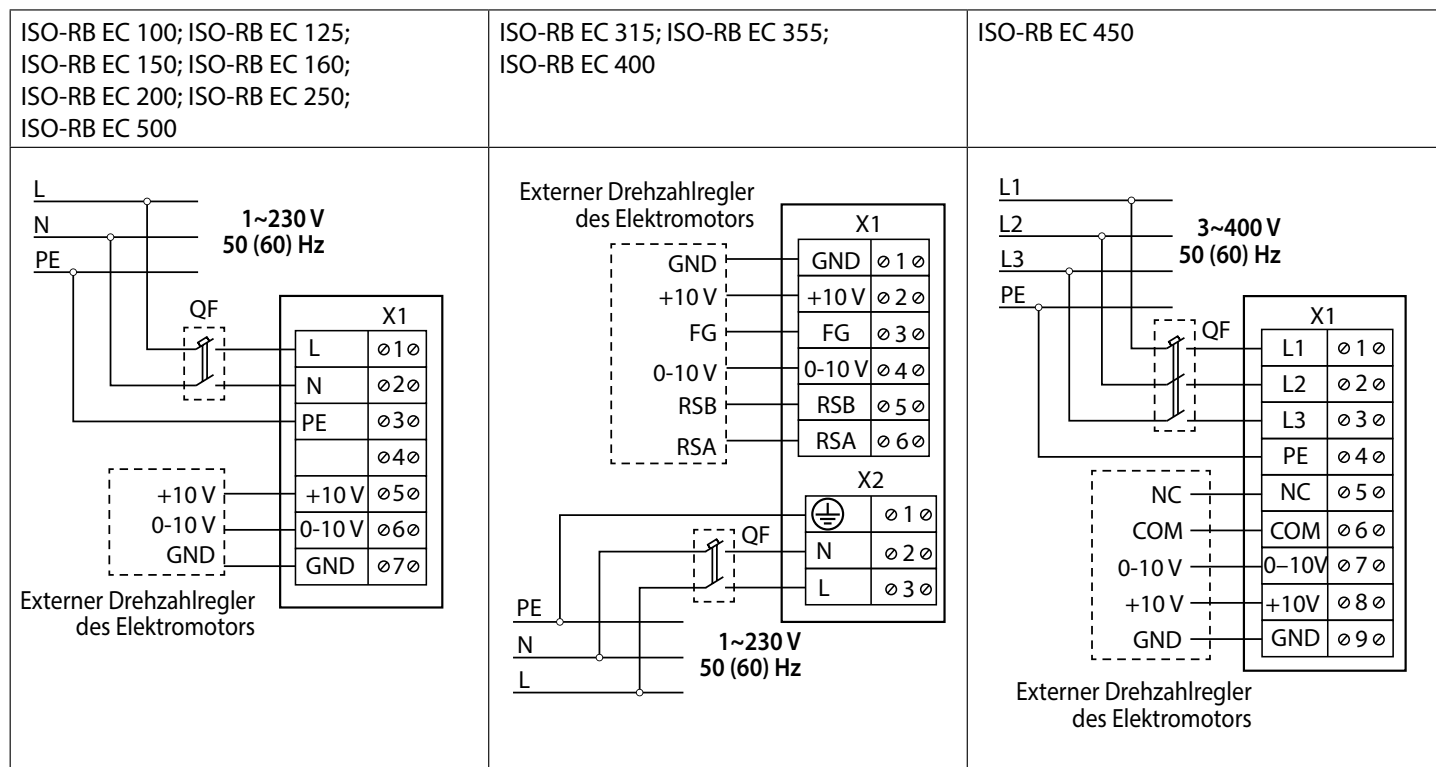 ISO-RB EC 100; ISO-RB EC 125;
ISO-RB EC 150; ISO-RB EC 160;
ISO-RB EC 200; ISO-RB EC 250;
ISO-RB EC 500
ISO-RB EC 315; ISO-RB EC 355;
ISO-RB EC 400
ISO-RB EC 450
L
N
PE
1~230 V
50 (60) Hz
QF
X1
L 1
N 2
PE 3
4
+10 V +10 V 5
0-10 V 0-10 V 6
GND GND 7
Externer Drehzahlregler
des Elektromotors
Externer Drehzahlregler
des Elektromotors
X1
GND GND 1
+10 V +10 V 2
FG FG 3
0-10 V 0-10 V 4
RSB RSB 5
RSA RSA 6
X2
1
QF
N 2
L 3
PE
N
L
1~230 V
50 (60) Hz
L1
L2
L3
PE
3~400 V
50 (60) Hz
QF
X1
L1 1
L2 2
L3 3
PE 4
NC NC 5
COM COM 6
0-10 V 0–10V 7
+10 V +10V 8
GND GND 9
Externer Drehzahlregler
des Elektromotors